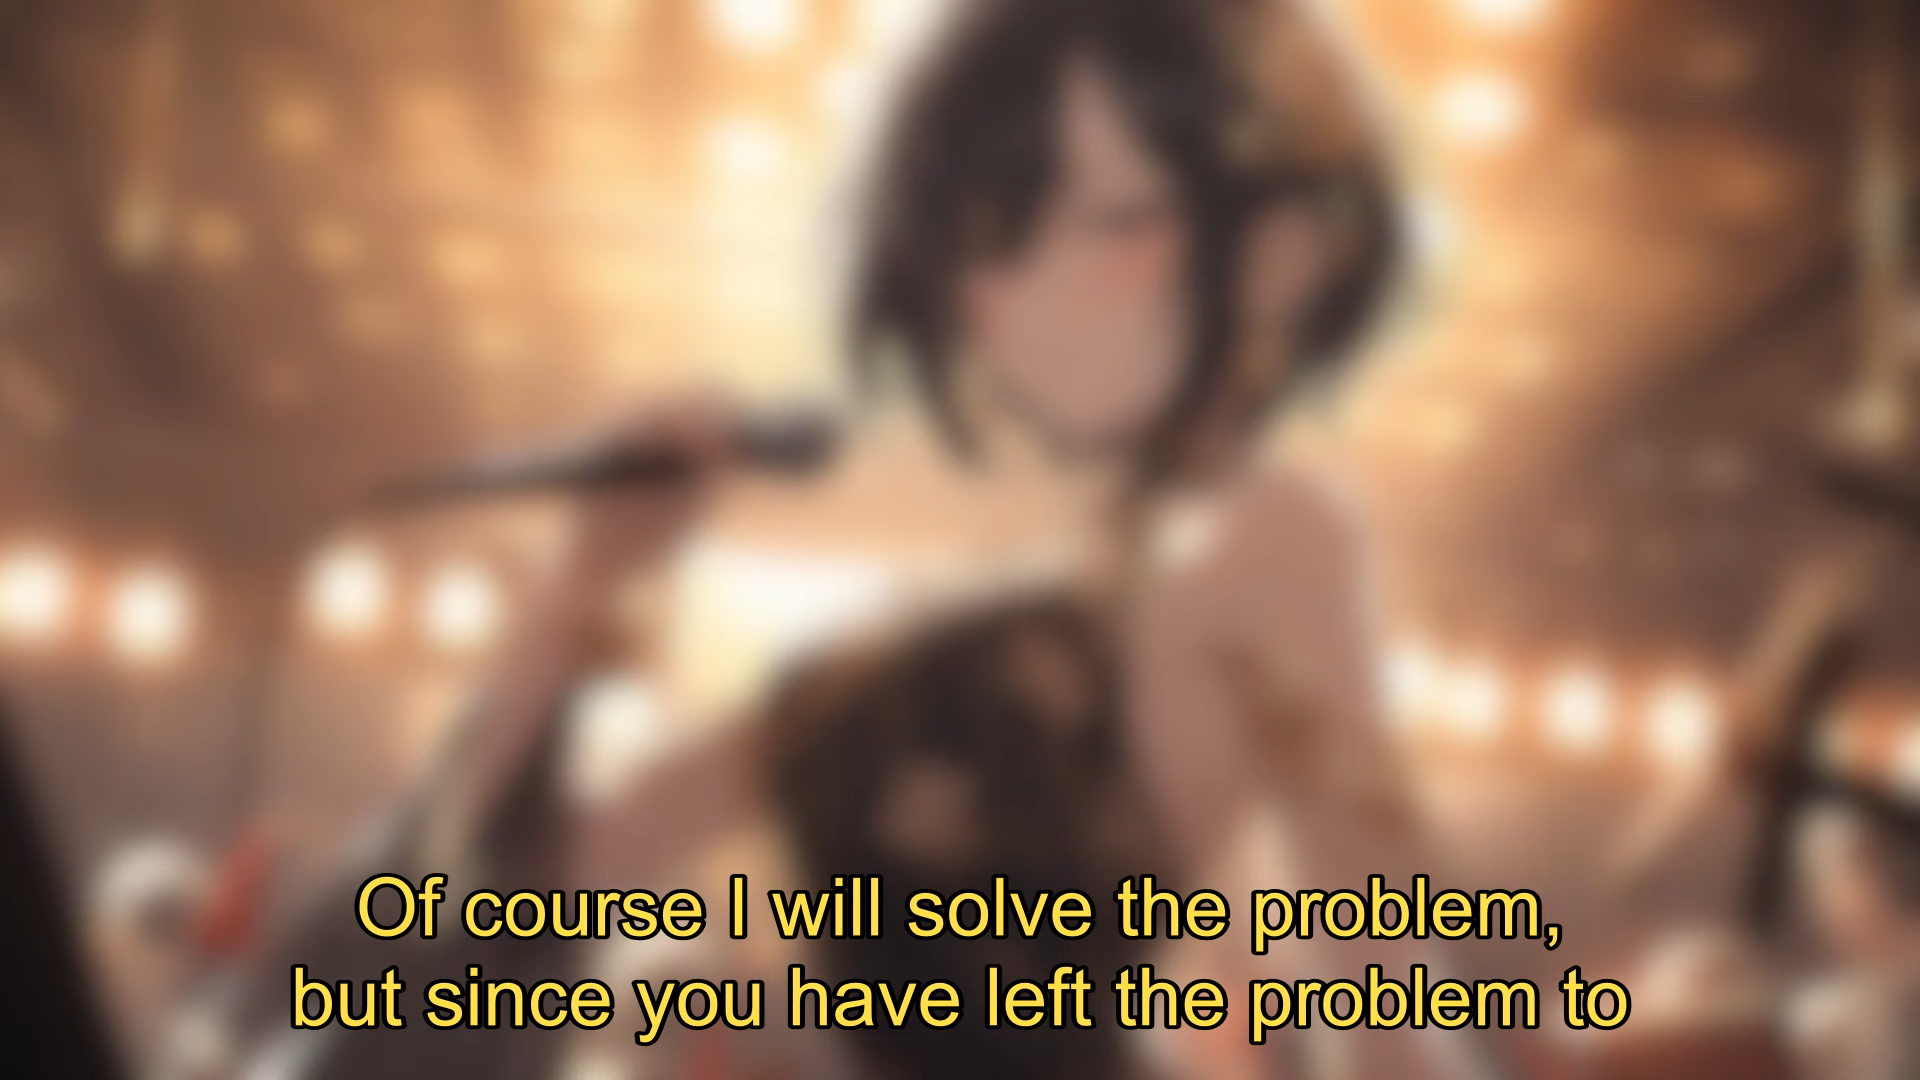 Of course I will solve the problem,
but since you have left the problem to